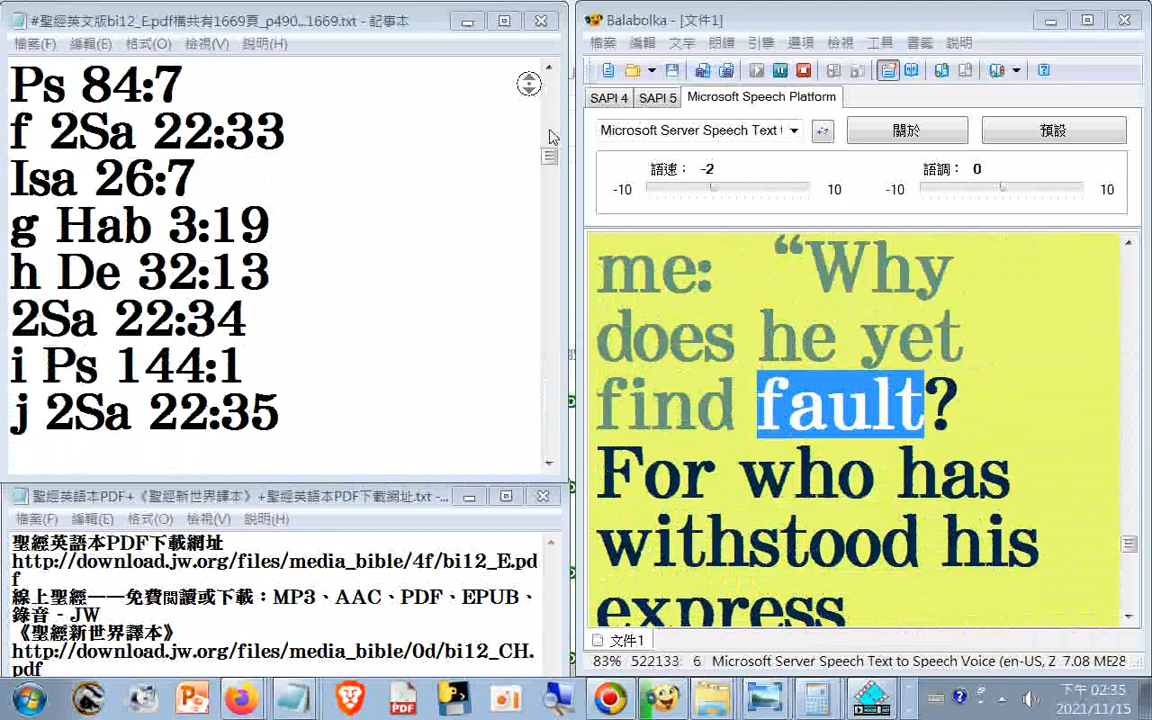 #聖經英文版bi12_E.pdf檔共有1669頁_p490...1669.txt - 記事本
檔案(F) 編輯(E) 格式(O) 檢視(V) 說明(H)
Ps 84:7
f 2Sa 22:33
Isa 26:7
g Hab 3:19
h De 32:13
2Sa 22:34
i Ps 144:1
j 2Sa 22:35
聖經英語本PDF+《聖經新世界譯本》+聖經英語本PDF下載網址.txt -...
檔案(F) 編輯(E) 格式(O) 檢視(V) 說明(H)
聖經英語本PDF下載網址
http://download.jw.org/files/media_bible/4f/bi12_E.pd
f
線上聖經——免費閱讀或下載：MP3、AAC、PDF、EPUB、
錄音 - JW
《聖經新世界譯本》
http://download.jw.org/files/media_bible/0d/bi12_CH.
pdf
Balabolka - [文件1]
檔案 編輯 文字 朗讀 引擎 選項 檢視 工具 書籤 說明
SAPI 4 SAPI 5 Microsoft Speech Platform
Microsoft Server Speech Text
關於 預設
語速： -2 語調： 0
-10 10 -10 10
me: “Why
does he yet
find fault?
For who has
withstood his
express
文件1
83% 522133 6 Microsoft Server Speech Text to Speech Voice (en-US, Z 7.08 ME28
PDF
下午 02:35
2021/11/15